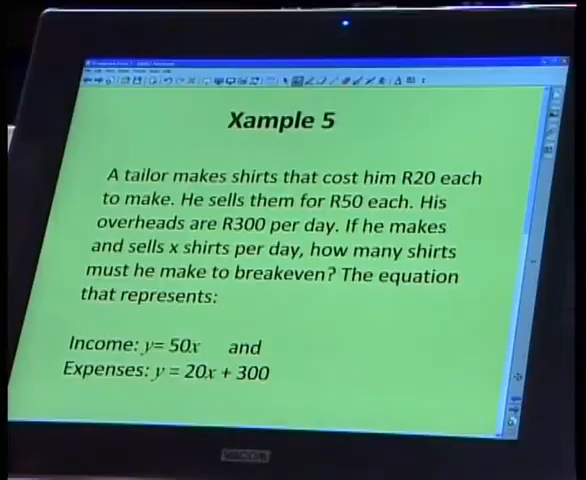 Xample 5
A tailor makes shirts that cost him R20 each
to make. He sells them for R50 each. His
overheads are R300 per day. If he makes
and sells x shirts per day, how many shirts
must he make to breakeven? The equation
that represents:
Income: y= 50x and
Expenses: y = 20x + 300
WACOM